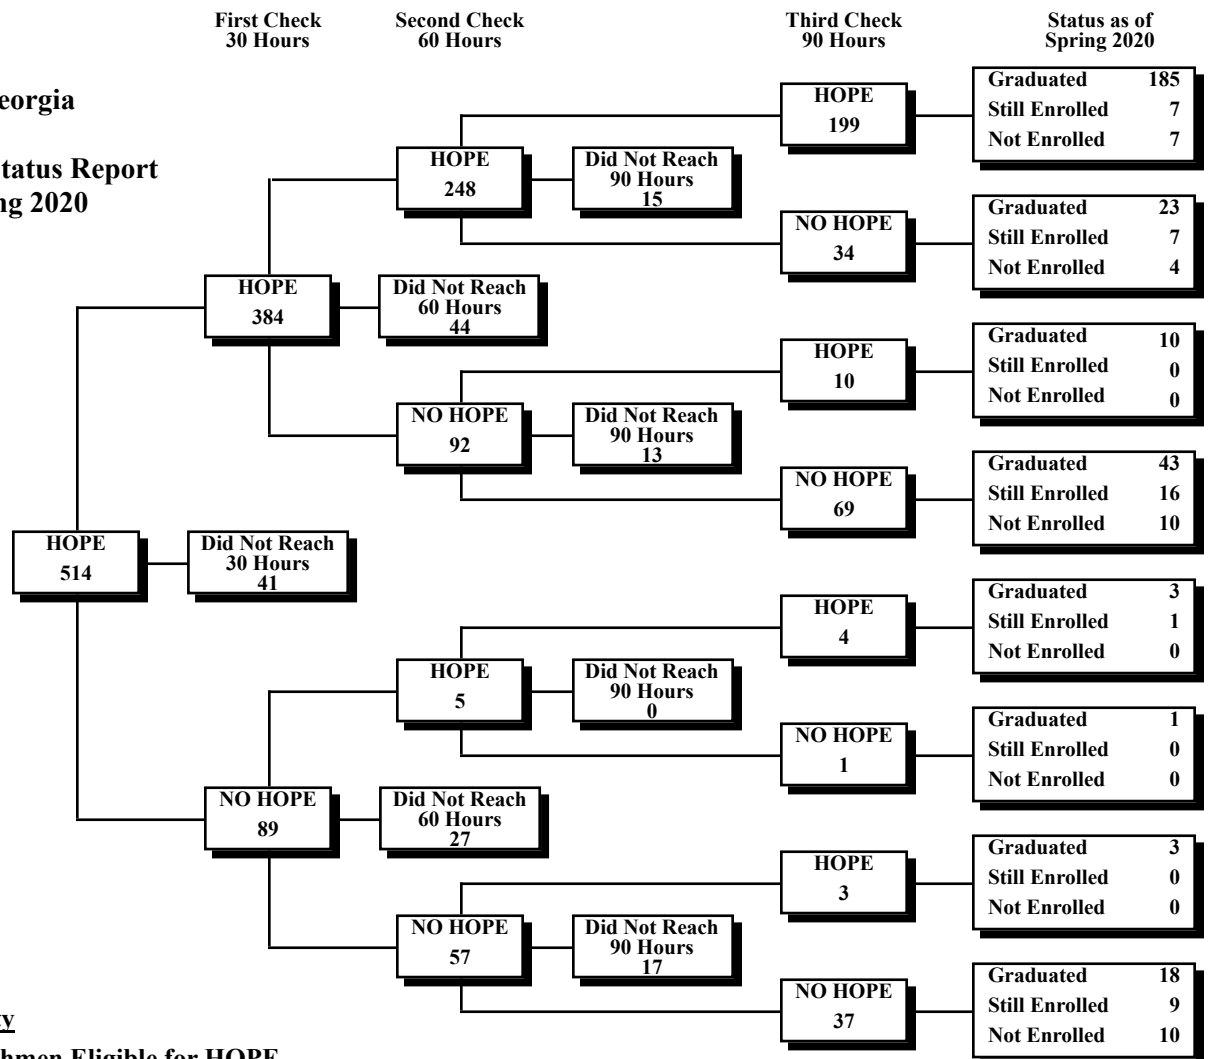 First Check
30 Hours
Second Check
60 Hours
Third Check
90 Hours
Status as of
Spring 2020
Status Report
2020
HOPE
514
Did Not Reach
30 Hours
41
HOPE
384
Did Not Reach
60 Hours
44
NO HOPE
89
Did Not Reach
60 Hours
27
HOPE
248
Did Not Reach
90 Hours
15
NO HOPE
92
Did Not Reach
90 Hours
13
HOPE
5
Did Not Reach
90 Hours
0
NO HOPE
57
Did Not Reach
90 Hours
17
HOPE
199
Graduated 185
Still Enrolled 7
Not Enrolled 7
NO HOPE
34
Graduated 23
Still Enrolled 7
Not Enrolled 4
HOPE
10
Graduated 10
Still Enrolled 0
Not Enrolled 0
NO HOPE
69
Graduated 43
Still Enrolled 16
Not Enrolled 10
HOPE
4
Graduated 3
Still Enrolled 1
Not Enrolled 0
NO HOPE
1
Graduated 1
Still Enrolled 0
Not Enrolled 0
HOPE
3
Graduated 3
Still Enrolled 0
Not Enrolled 0
NO HOPE
37
Graduated 18
Still Enrolled 9
Not Enrolled 10
Eligible for HOPE